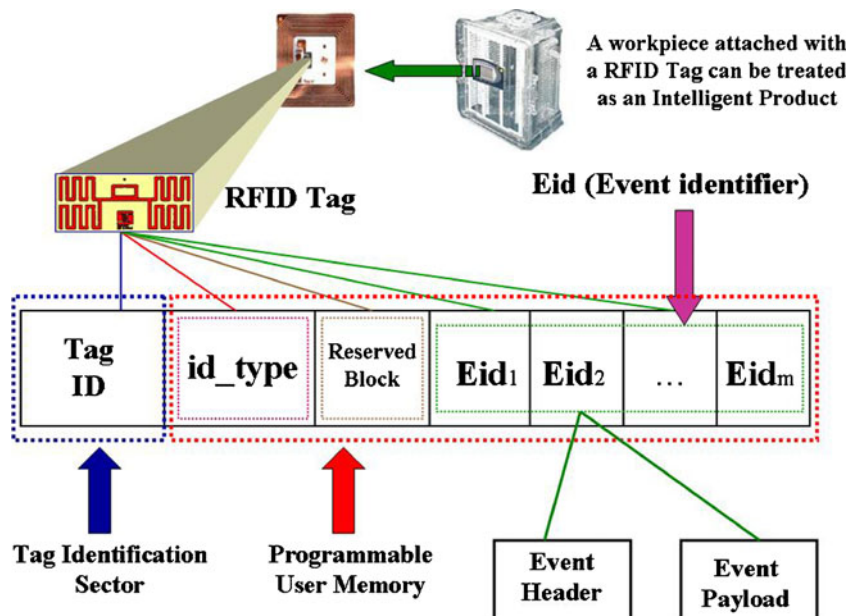 A workpiece attached with
a RFID Tag can be treated
as an Intelligent Product
RFID Tag
Eid (Event identifier)
Tag
ID
id_type
Reserved
Block
Eid1
Eid2
...
Eidm
Tag Identification
Sector
Programmable
User Memory
Event
Header
Event
Payload